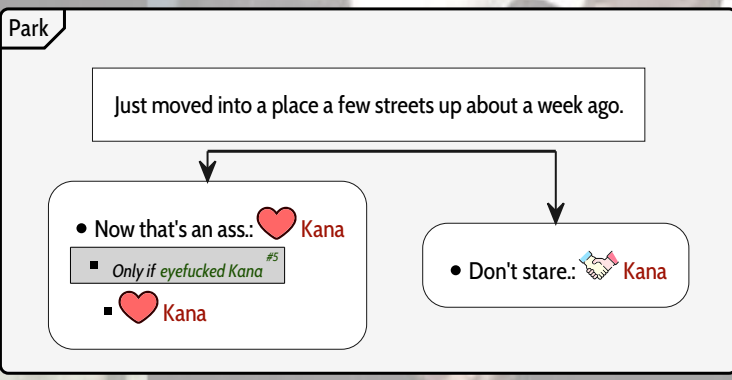 Park
Just moved into a place a few streets up about a week ago.
Now that's an ass.: Kana
Only if eyefucked Kana #5
Kana
Don't stare.: Kana